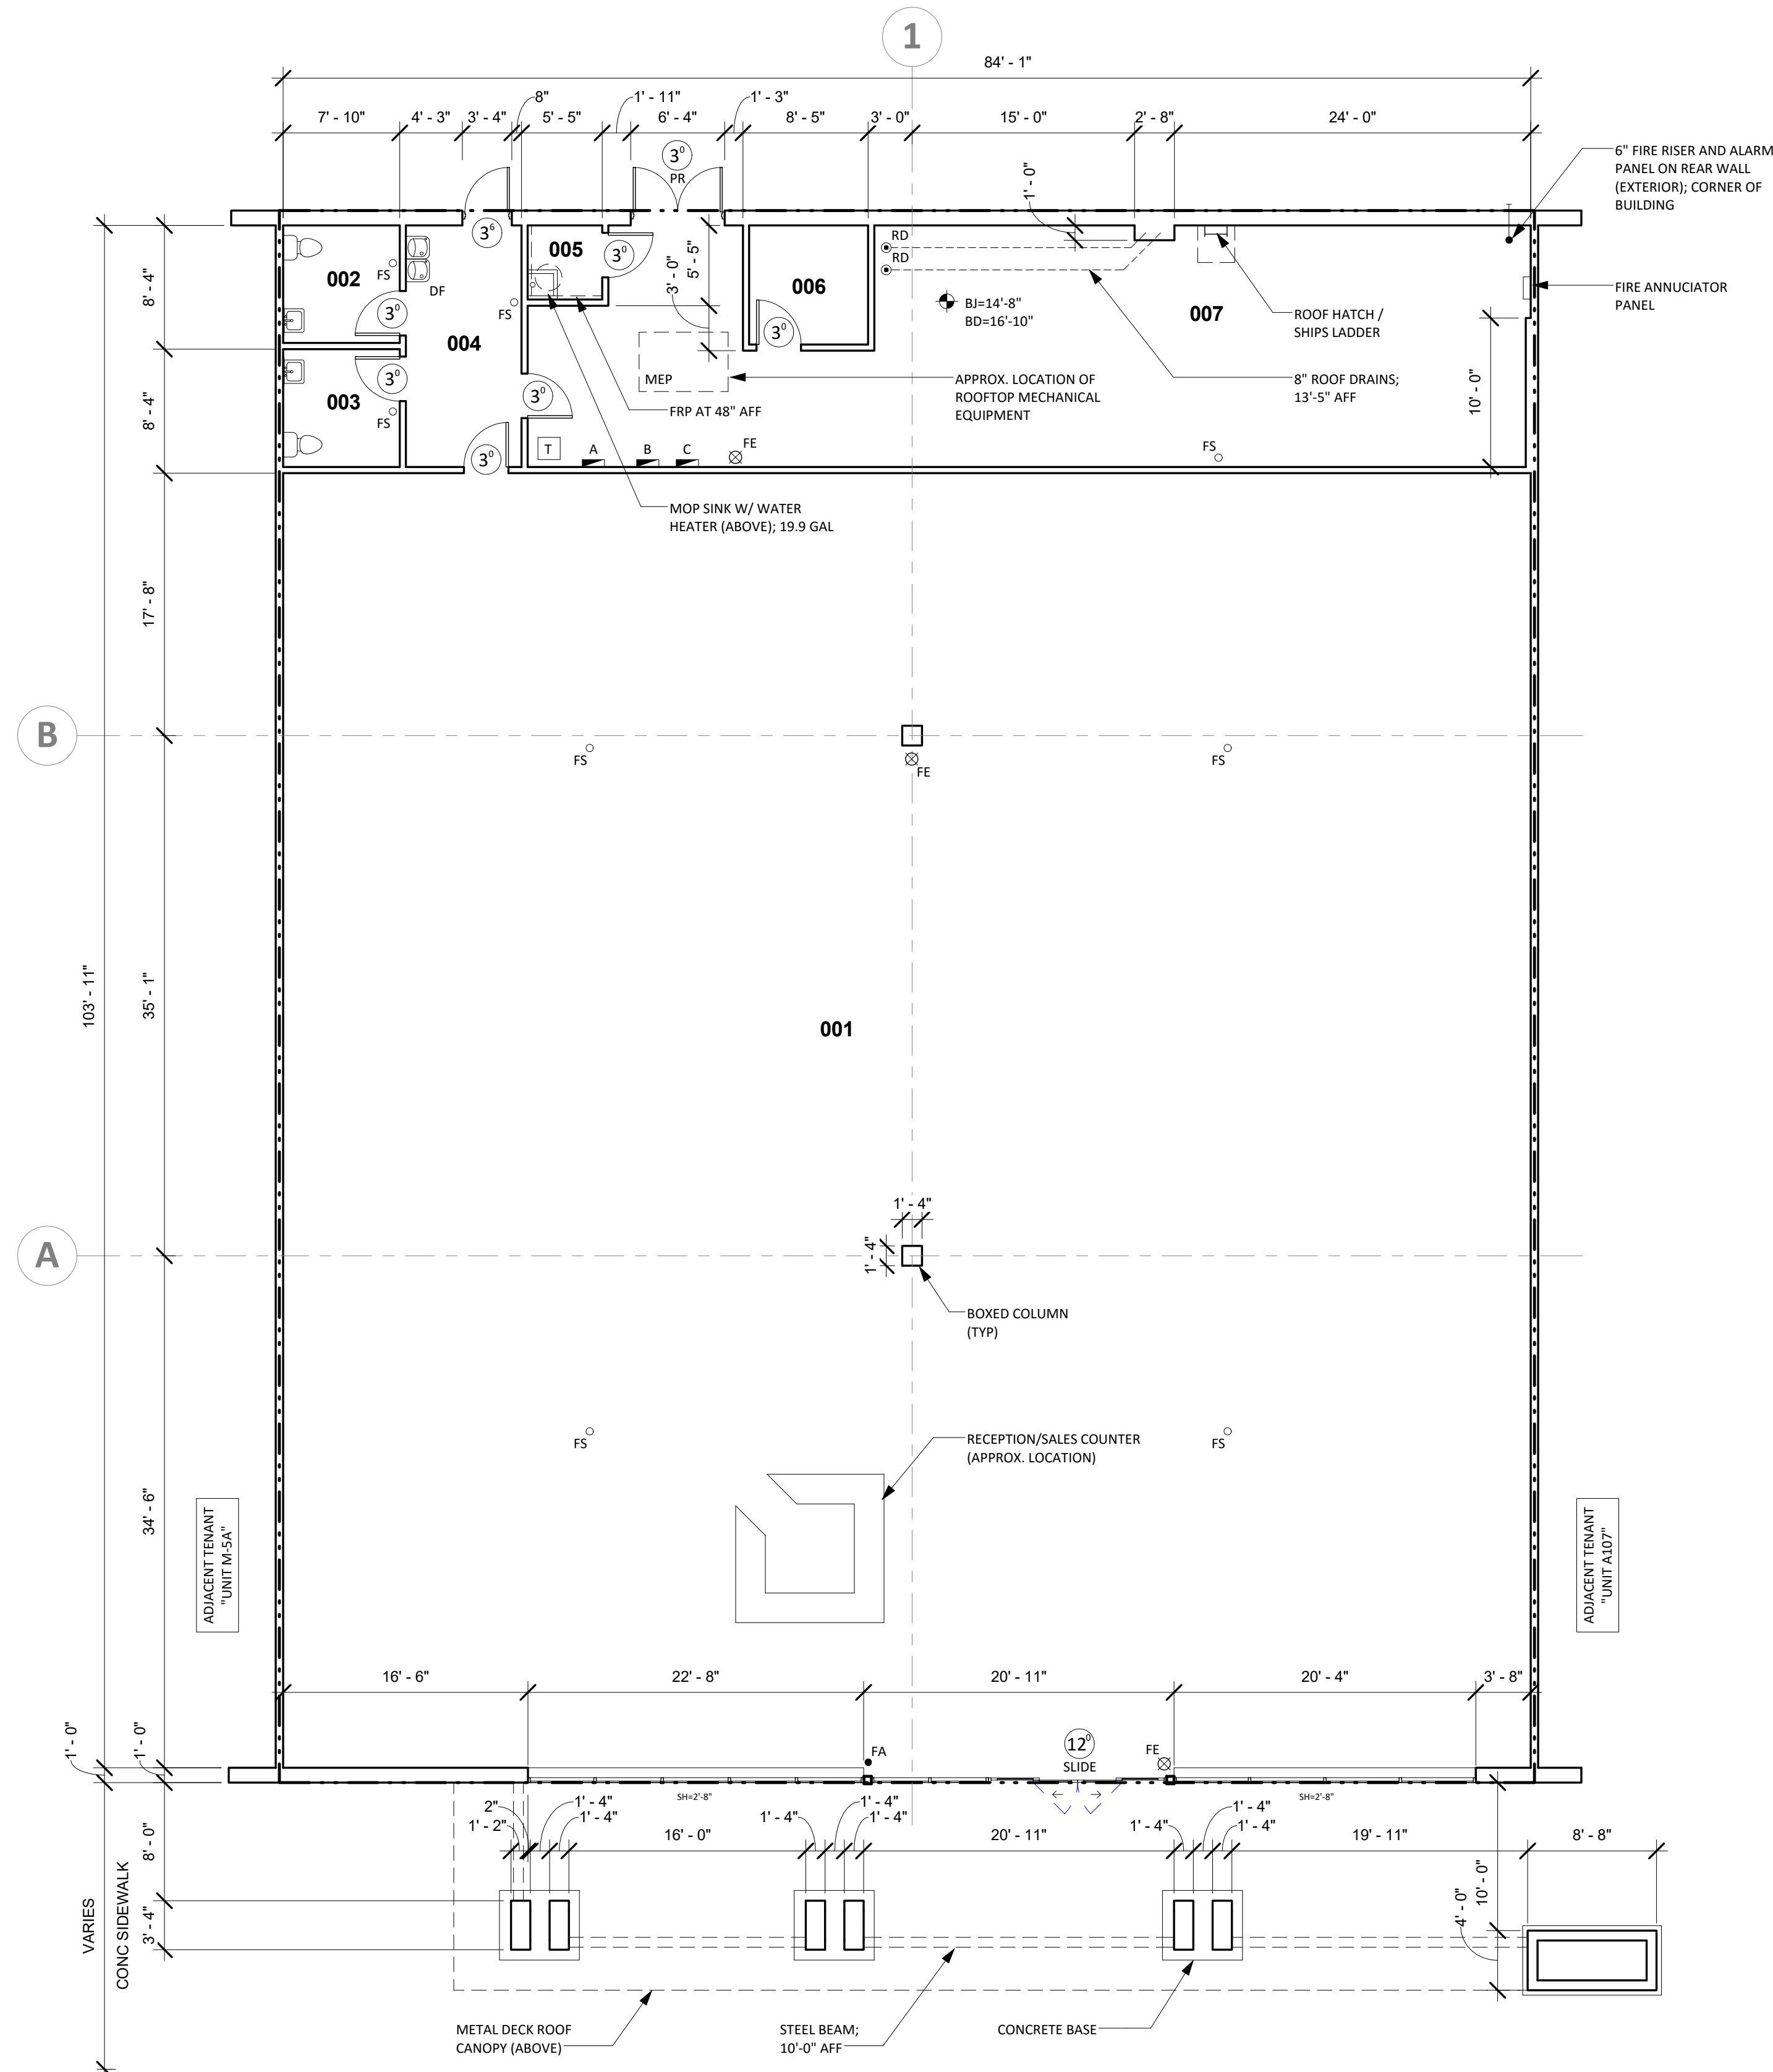 1
84' - 1"
8"
1' - 11"
1' - 3"
7' - 10"
4' - 3"
3' - 4"
5' - 5"
6' - 4"
8' - 5"
3' - 0"
15' - 0"
2' - 8"
24' - 0"
3⁰
PR
1' - 0"
6" FIRE RISER AND ALARM
PANEL ON REAR WALL
(EXTERIOR); CORNER OF
BUILDING
3⁶
005
3⁰
RD
RD
002
FS
DF
FS
3⁰
004
8' - 4"
3' - 0"
5' - 5"
006
3⁰
BJ=14'-8"
BD=16'-10"
007
ROOF HATCH /
SHIPS LADDER
FIRE ANNUCIATOR
PANEL
003
3⁰
FS
8' - 4"
3⁰
MEP
APPROX. LOCATION OF
ROOFTOP MECHANICAL
EQUIPMENT
8" ROOF DRAINS;
13'-5" AFF
10' - 0"
FRP AT 48" AFF
3⁰
T
A
B
C
FE
FS
MOP SINK W/ WATER
HEATER (ABOVE); 19.9 GAL
17' - 8"
B
FS
FE
FS
103' - 11"
35' - 1"
001
1' - 4"
1' - 4"
A
BOXED COLUMN
(TYP)
FS
FS
RECEPTION/SALES COUNTER
(APPROX. LOCATION)
34' - 6"
ADJACENT TENANT
"UNIT M-5A"
ADJACENT TENANT
"UNIT A107"
16' - 6"
22' - 8"
20' - 11"
20' - 4"
3' - 8"
1' - 0"
1' - 0"
FA
12⁰
SLIDE
FE
SH=2'-8"
SH=2'-8"
2"
1' - 2"
1' - 4"
1' - 4"
16' - 0"
1' - 4"
1' - 4"
1' - 4"
20' - 11"
1' - 4"
1' - 4"
1' - 4"
19' - 11"
8' - 8"
8' - 0"
VARIES
CONC SIDEWALK
3' - 4"
10' - 0"
4' - 0"
METAL DECK ROOF
CANOPY (ABOVE)
STEEL BEAM;
10'-0" AFF
CONCRETE BASE